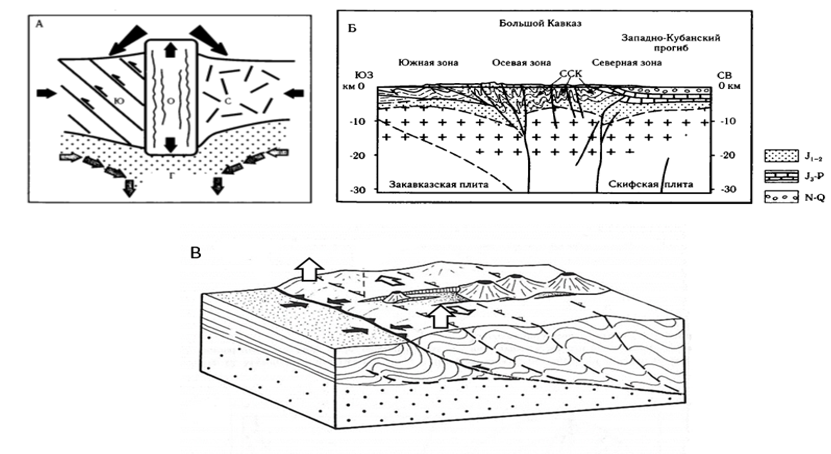 А
Ю
О
С
Г
Б
Большой Кавказ
Западно-Кубанский
прогиб
Южная зона
Осевая зона
Северная зона
ССК
ЮЗ
СВ
км 0
0 км
-10
-10
-20
-20
-30
-30
Закавказская плита
Скифская плита
J₁₋₂
J₃-₽
N-Q
В